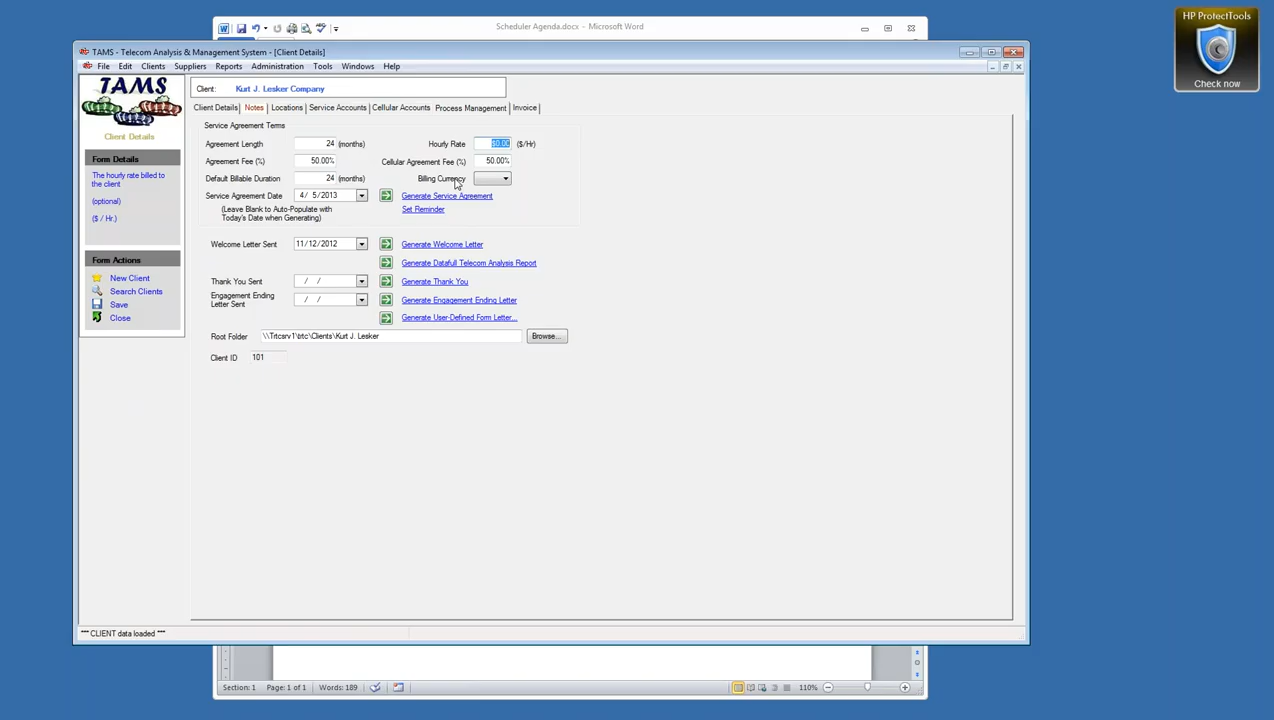 Scheduler Agenda.docx - Microsoft Word
HP ProtectTools
Check now
TAMS - Telecom Analysis & Management System - [Client Details]
File Edit Clients Suppliers Reports Administration Tools Windows Help
TAMS
Client Details
Client: Kurt J. Lesker Company
Client Details Notes Locations Service Accounts Cellular Accounts Process Management Invoice
Form Details
The hourly rate billed to
the client
(optional)
($ / Hr.)
Form Actions
New Client
Search Clients
Save
Close
Service Agreement Terms
Agreement Length 24 (months) Hourly Rate ($/Hr)
Agreement Fee (%) 50.00% Cellular Agreement Fee (%) 50.00%
Default Billable Duration 24 (months) Billing Currency
Service Agreement Date 4/ 5/2013 Generate Service Agreement
(Leave Blank to Auto-Populate with
Today's Date when Generating)
Set Reminder
Welcome Letter Sent 11/12/2012 Generate Welcome Letter
Generate Datafull Telecom Analysis Report
Thank You Sent / / Generate Thank You
Engagement Ending
Letter Sent / / Generate Engagement Ending Letter
Generate User-Defined Form Letter...
Root Folder \\Trtcsrv1\trtc\Clients\Kurt J. Lesker Browse...
Client ID 101
*** CLIENT data loaded ***
Section: 1 Page: 1 of 1 Words: 189 110%